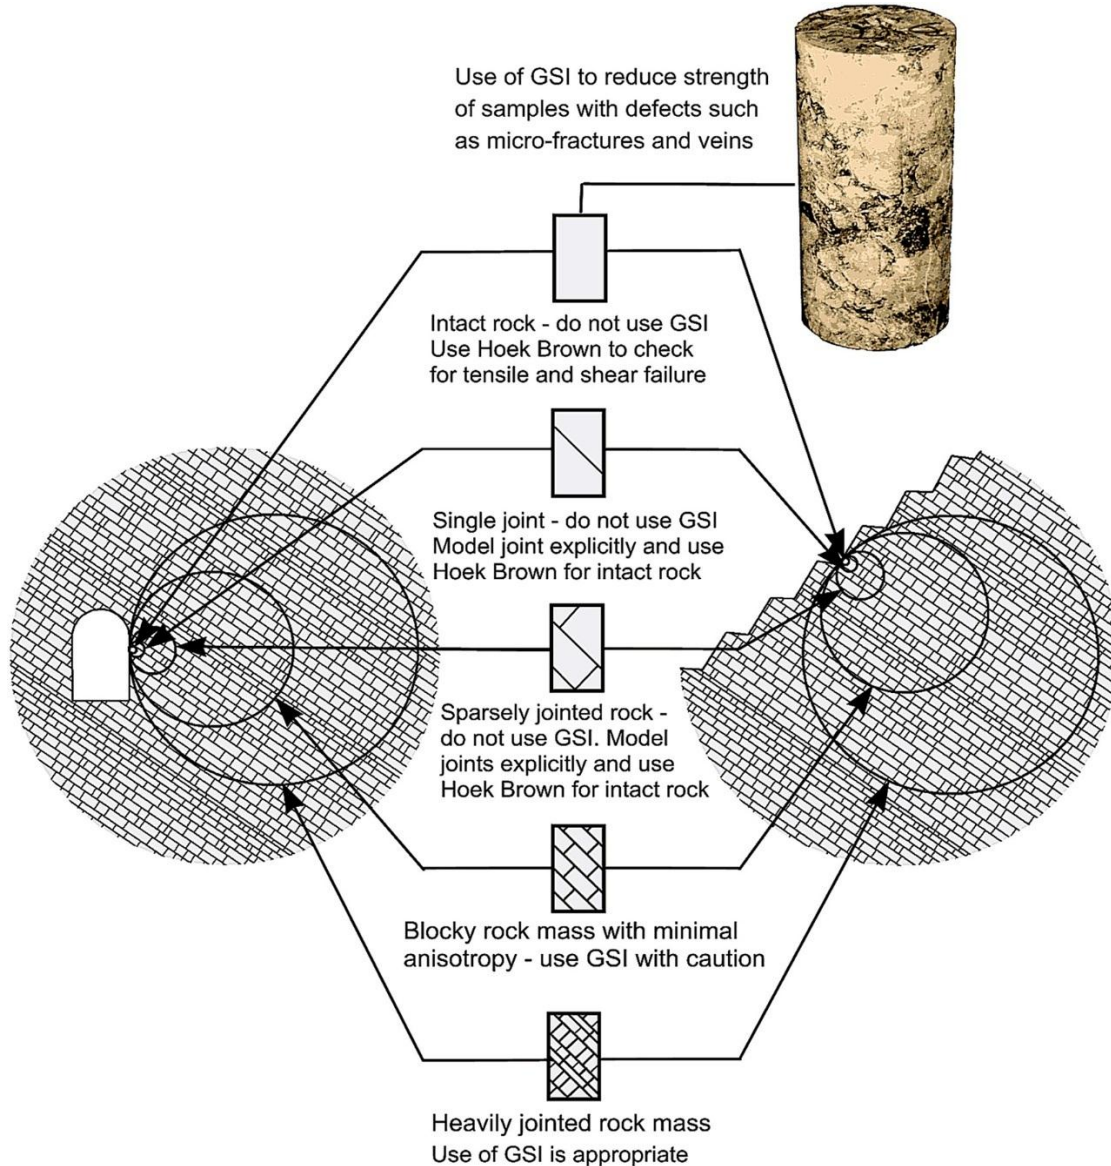 Use of GSI to reduce strength
of samples with defects such
as micro-fractures and veins
Intact rock - do not use GSI
Use Hoek Brown to check
for tensile and shear failure
Single joint - do not use GSI
Model joint explicitly and use
Hoek Brown for intact rock
Sparsely jointed rock -
do not use GSI. Model
joints explicitly and use
Hoek Brown for intact rock
Blocky rock mass with minimal
anisotropy - use GSI with caution
Heavily jointed rock mass
Use of GSI is appropriate